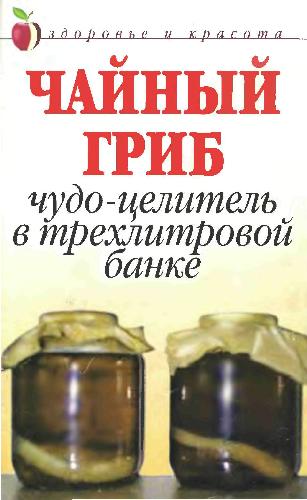 здоровье и красота
ЧАЙНЫЙ
ГРИБ
чудо-целитель
в трехлитровой
банке